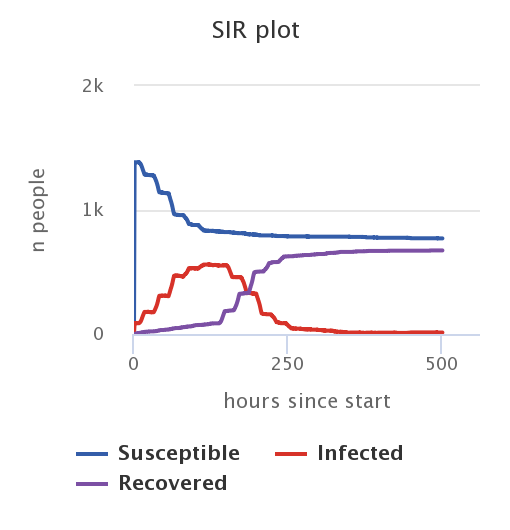 SIR plot
2k
1k
0
n people
0 250 500
hours since start
Susceptible Infected
Recovered